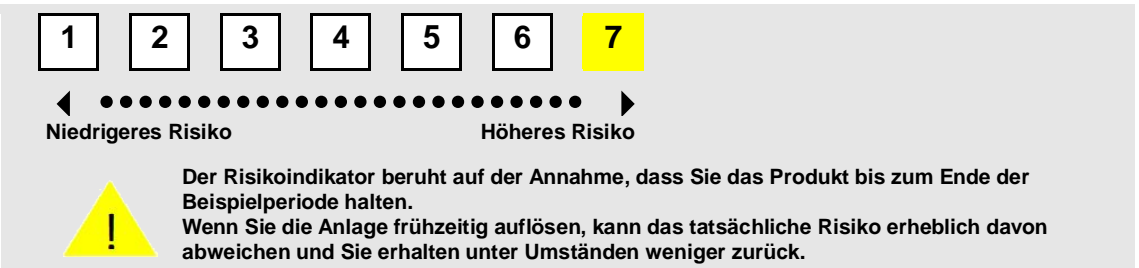 1 2 3 4 5 6 7
Niedrigeres Risiko Höheres Risiko
Der Risikoindikator beruht auf der Annahme, dass Sie das Produkt bis zum Ende der
Beispielperiode halten.
Wenn Sie die Anlage frühzeitig auflösen, kann das tatsächliche Risiko erheblich davon
abweichen und Sie erhalten unter Umständen weniger zurück.
!